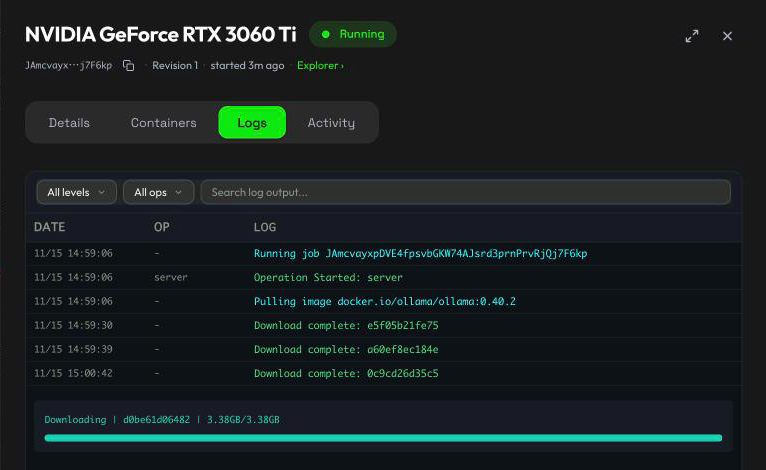 NVIDIA GeForce RTX 3060 Ti Running
JAmcvayx···j7F6kp · Revision 1 · started 3m ago · Explorer ›
Details Containers Logs Activity
All levels All ops Search log output...
DATE OP LOG
11/15 14:59:06 - Running job JAmcvayxpDVE4fpsvbGKW74AJsrd3prnPrvRjQj7F6kp
11/15 14:59:06 server Operation Started: server
11/15 14:59:06 - Pulling image docker.io/ollama/ollama:0.40.2
11/15 14:59:30 - Download complete: e5f05b21fe75
11/15 14:59:39 - Download complete: a60ef8ec184e
11/15 15:00:42 - Download complete: 0c9cd26d35c5
Downloading | d0be61d06482 | 3.38GB/3.38GB